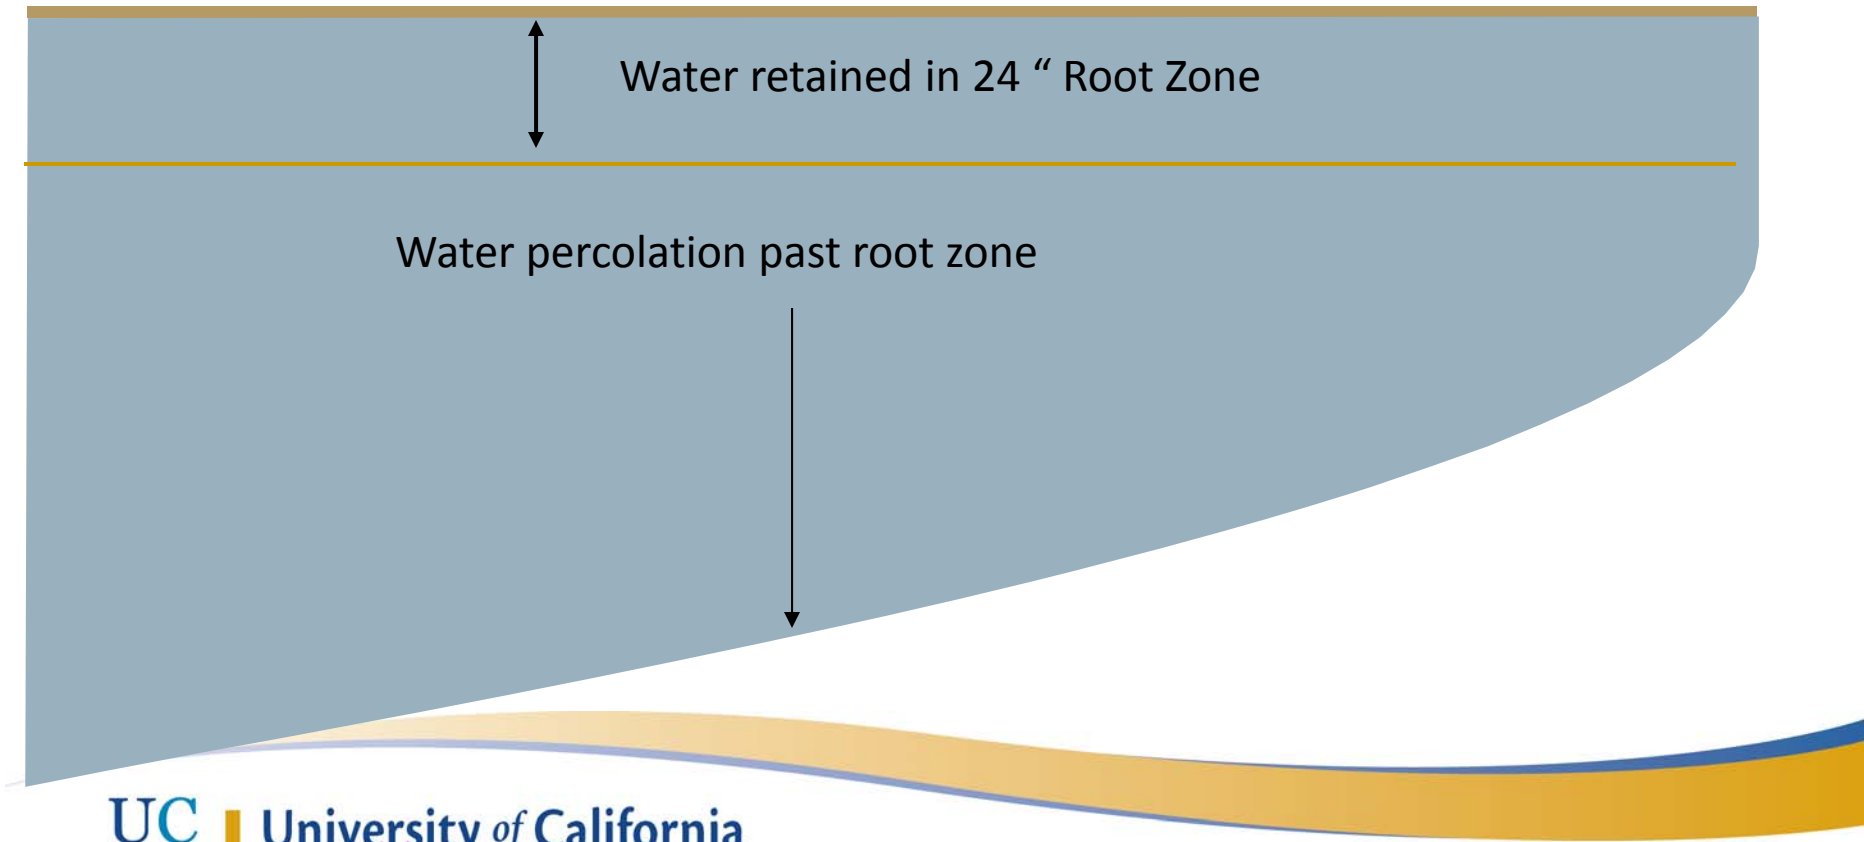 Water retained in 24 “ Root Zone
Water percolation past root zone
UC University of California